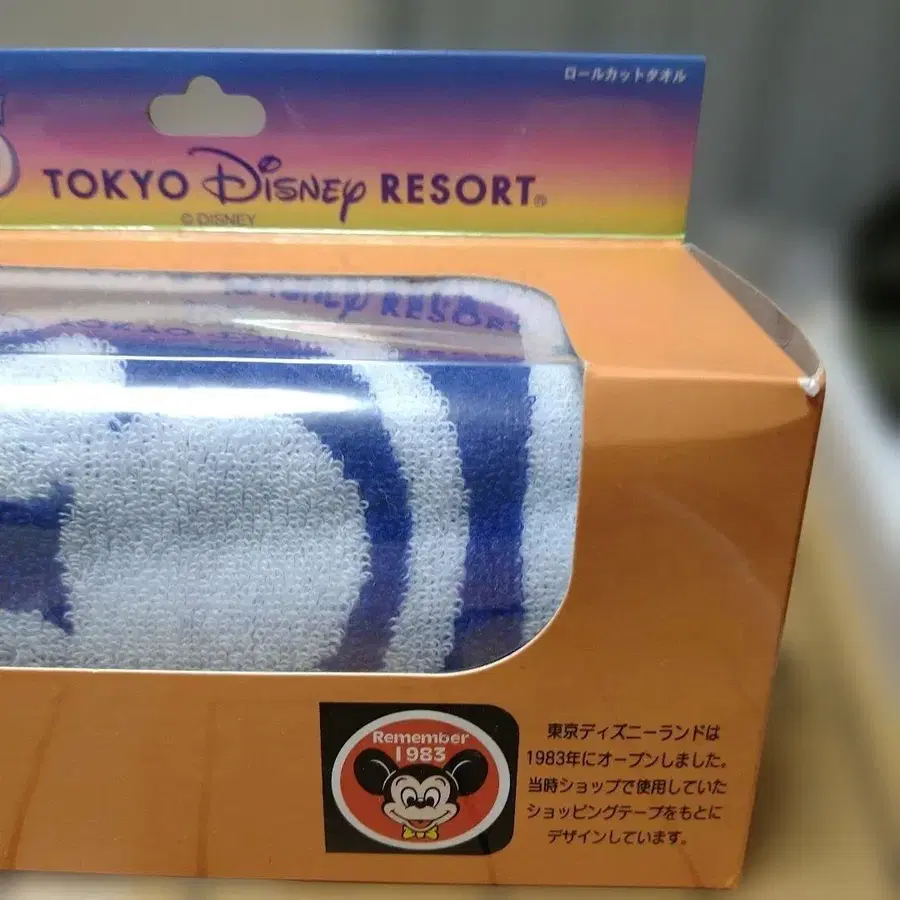 ロールカットタオル
TOKYO Disney RESORT®
© DISNEY
DISNEY RESORT
TOKYO
Remember
1983
東京ディズニーランドは
1983年にオープンしました。
当時ショップで使用していた
ショッピングテープをもとに
デザインしています。